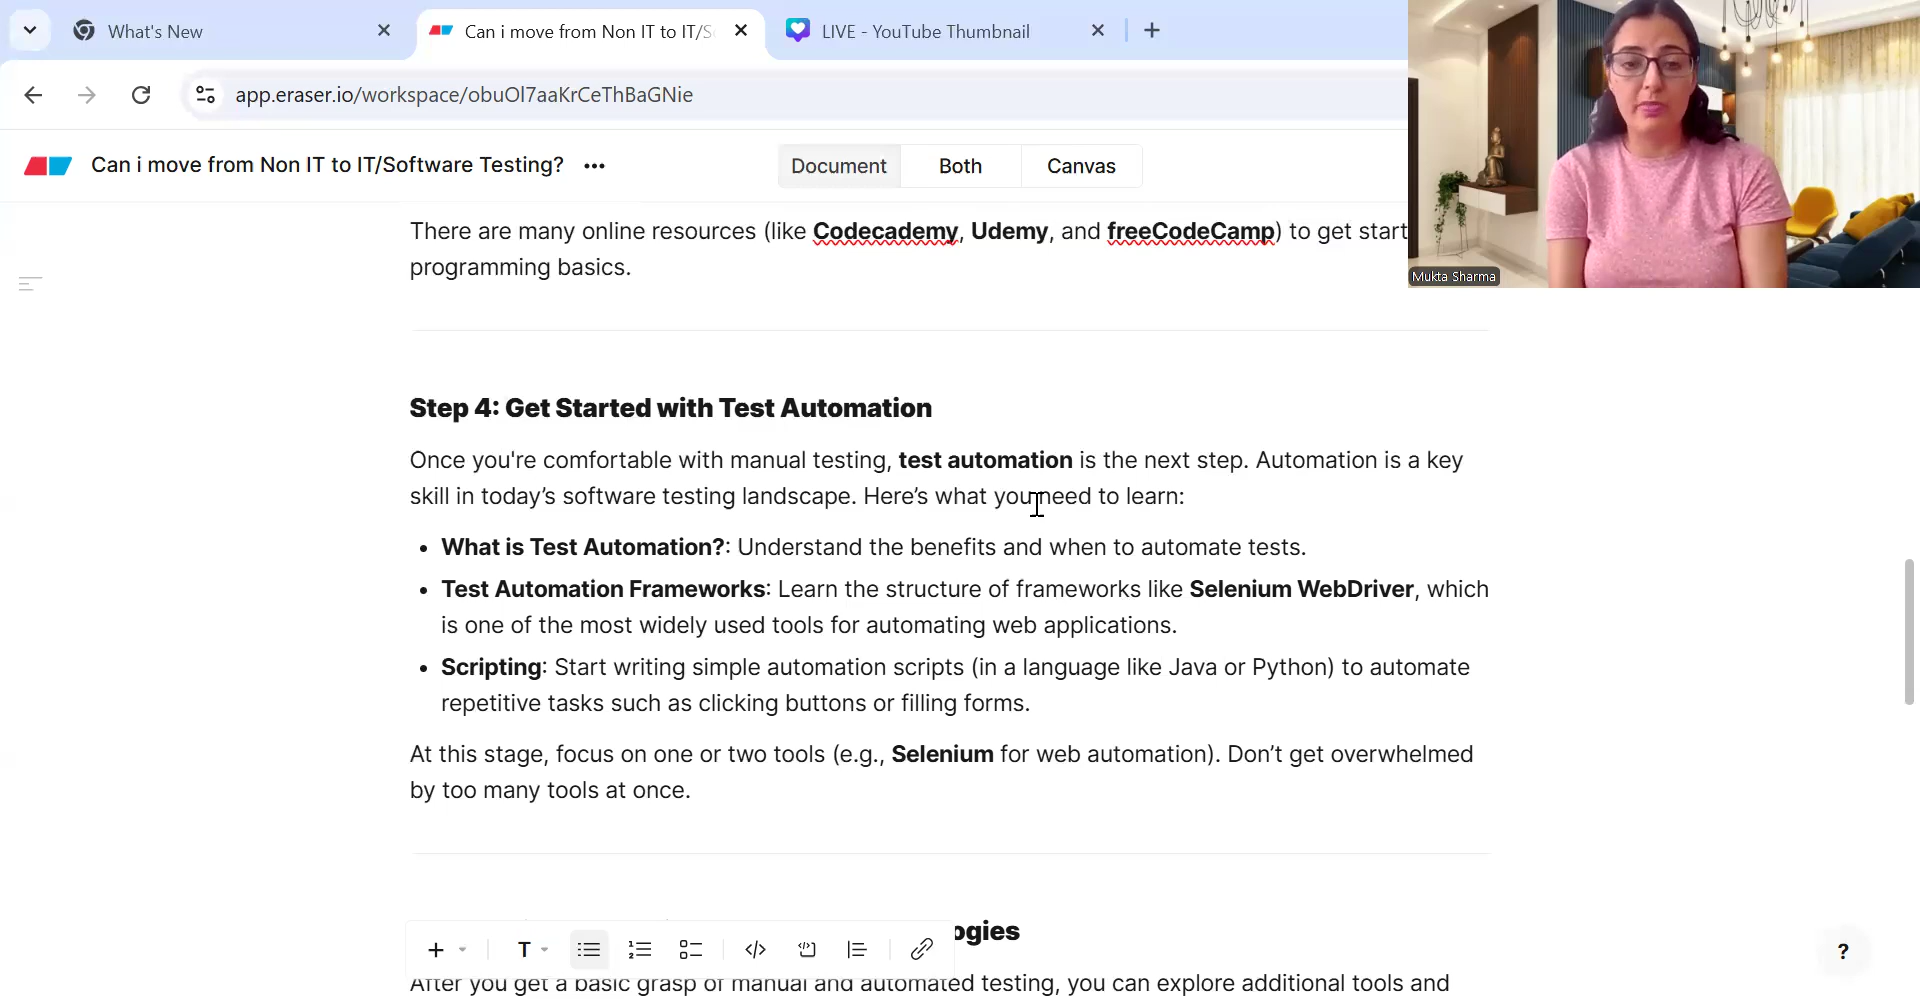 What's New
Can i move from Non IT to IT/S
LIVE - YouTube Thumbnail
app.eraser.io/workspace/obuOl7aaKrCeThBaGNie
Can i move from Non IT to IT/Software Testing?
Document
Both
Canvas
Mukta Sharma
There are many online resources (like Codecademy, Udemy, and freeCodeCamp) to get start
programming basics.
Step 4: Get Started with Test Automation
Once you're comfortable with manual testing, test automation is the next step. Automation is a key
skill in today’s software testing landscape. Here’s what you need to learn:
• What is Test Automation?: Understand the benefits and when to automate tests.
• Test Automation Frameworks: Learn the structure of frameworks like Selenium WebDriver, which
is one of the most widely used tools for automating web applications.
• Scripting: Start writing simple automation scripts (in a language like Java or Python) to automate
repetitive tasks such as clicking buttons or filling forms.
At this stage, focus on one or two tools (e.g., Selenium for web automation). Don’t get overwhelmed
by too many tools at once.
ogies
T
?
After you get a basic grasp of manual and automated testing, you can explore additional tools and